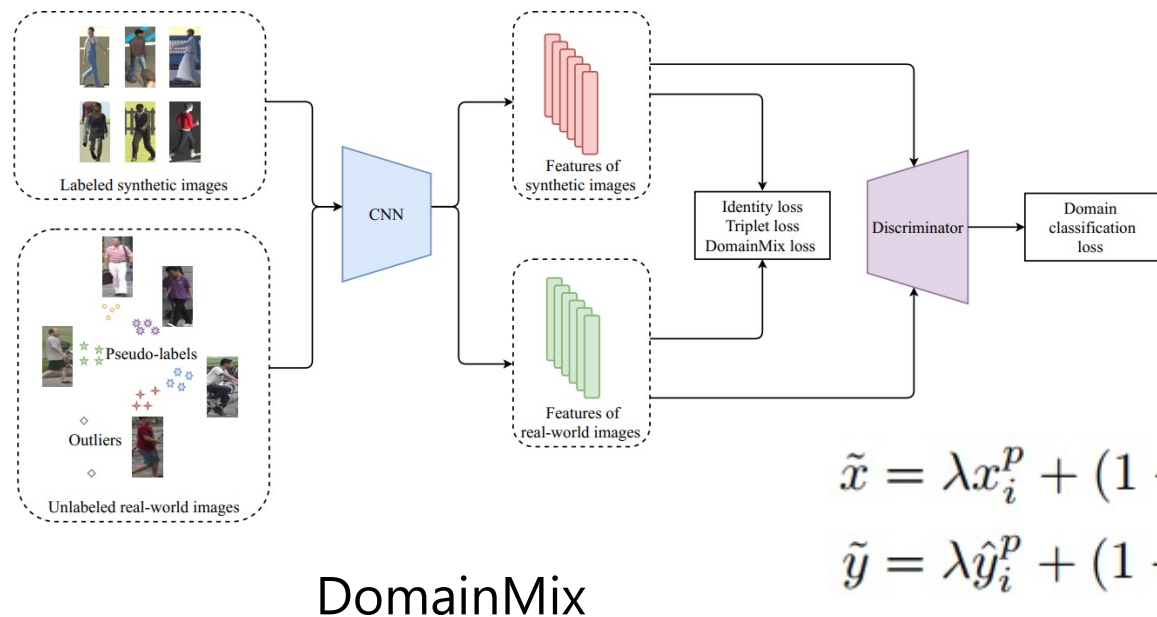 Labeled synthetic images
Pseudo-labels
Outliers
Unlabeled real-world images
CNN
Features of
synthetic images
Features of
real-world images
Identity loss
Triplet loss
DomainMix loss
Discriminator
Domain
classification
loss
x̃ = λx_i^p + (1 -
ỹ = λŷ_i^p + (1 -
DomainMix